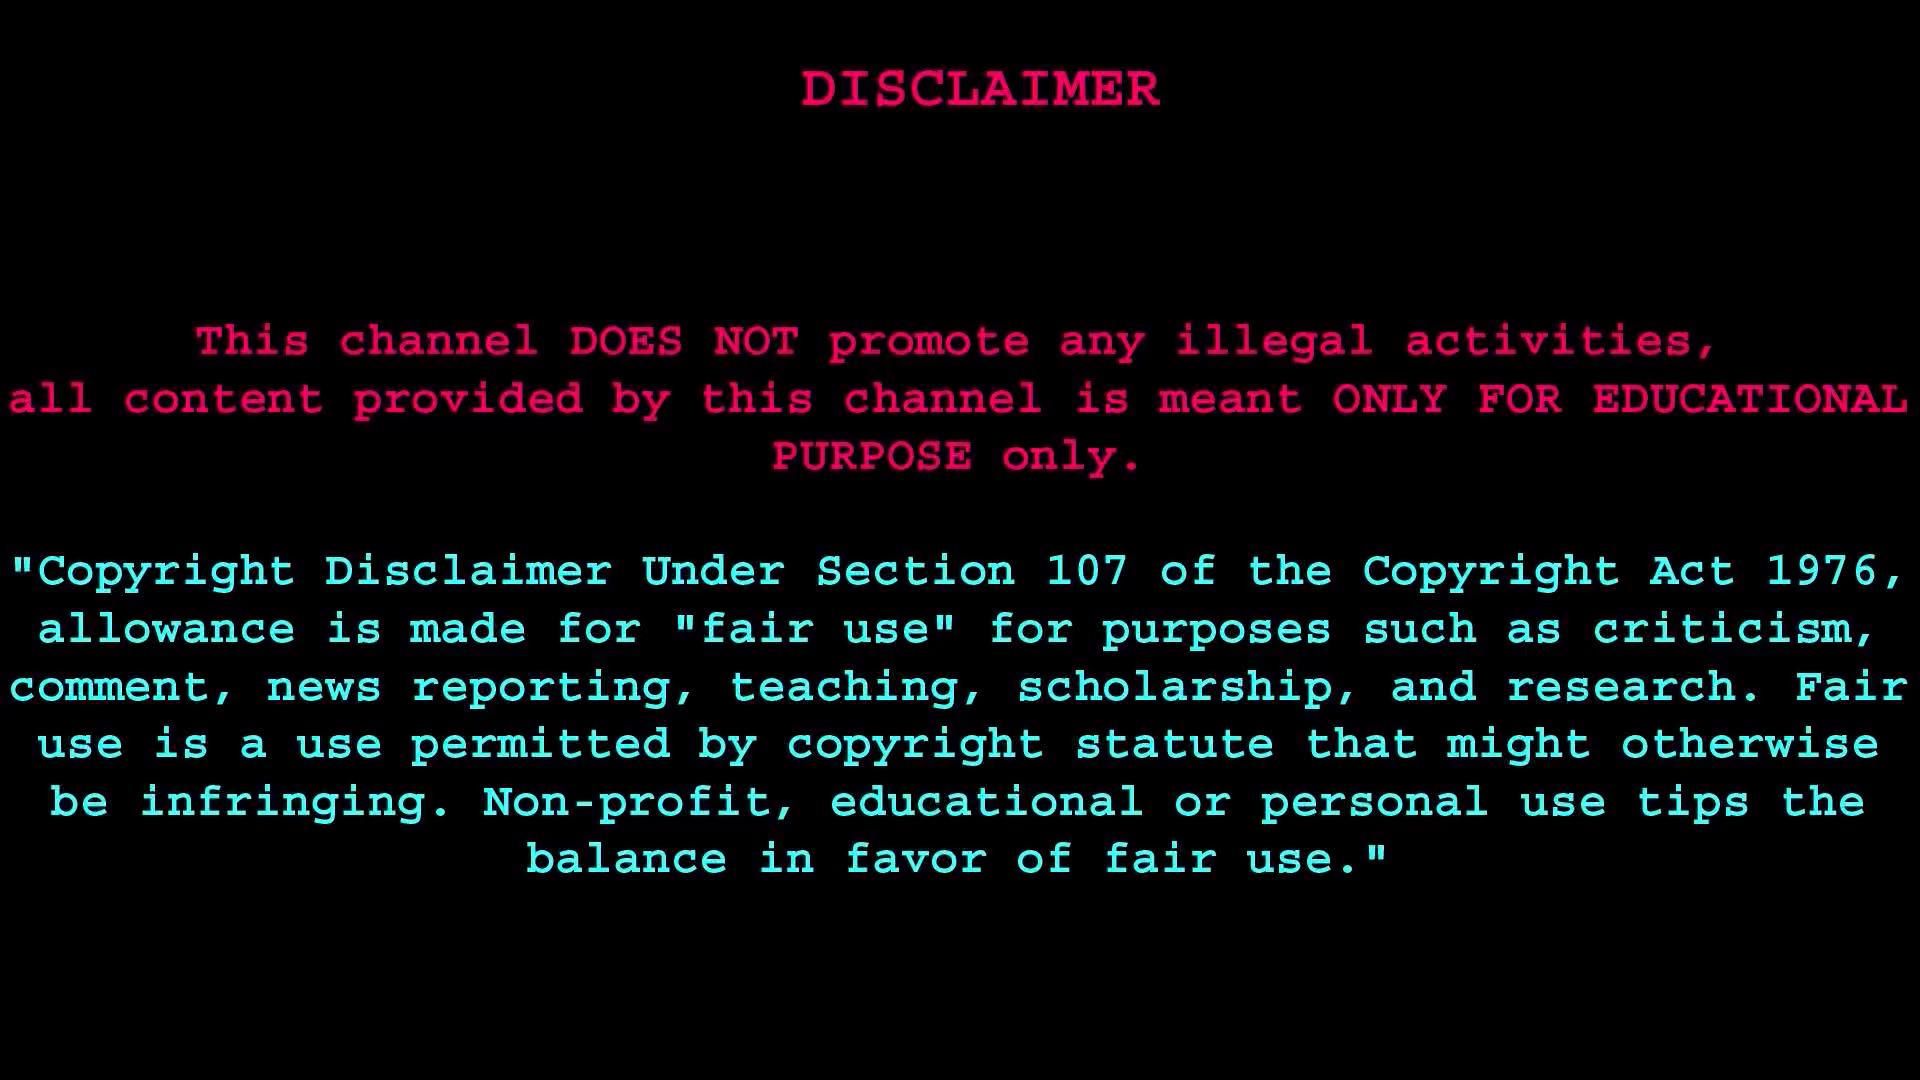 DISCLAIMER
This channel DOES NOT promote any illegal activities,
all content provided by this channel is meant ONLY FOR EDUCATIONAL
PURPOSE only.
"Copyright Disclaimer Under Section 107 of the Copyright Act 1976,
allowance is made for "fair use" for purposes such as criticism,
comment, news reporting, teaching, scholarship, and research. Fair
use is a use permitted by copyright statute that might otherwise
be infringing. Non-profit, educational or personal use tips the
balance in favor of fair use."